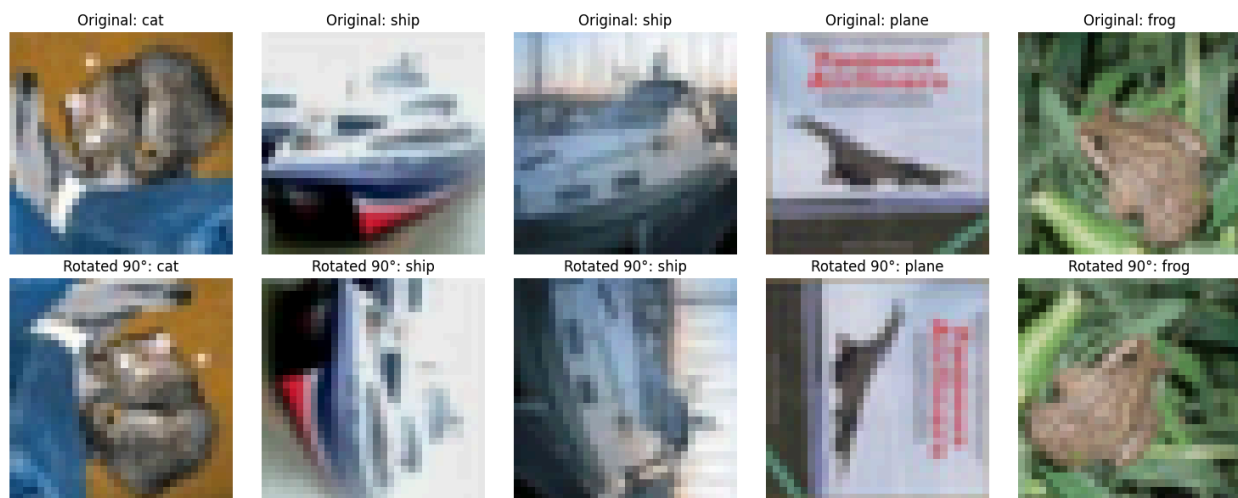 Original: cat
Original: ship
Original: ship
Original: plane
Original: frog
Rotated 90°: cat
Rotated 90°: ship
Rotated 90°: ship
Rotated 90°: plane
Rotated 90°: frog